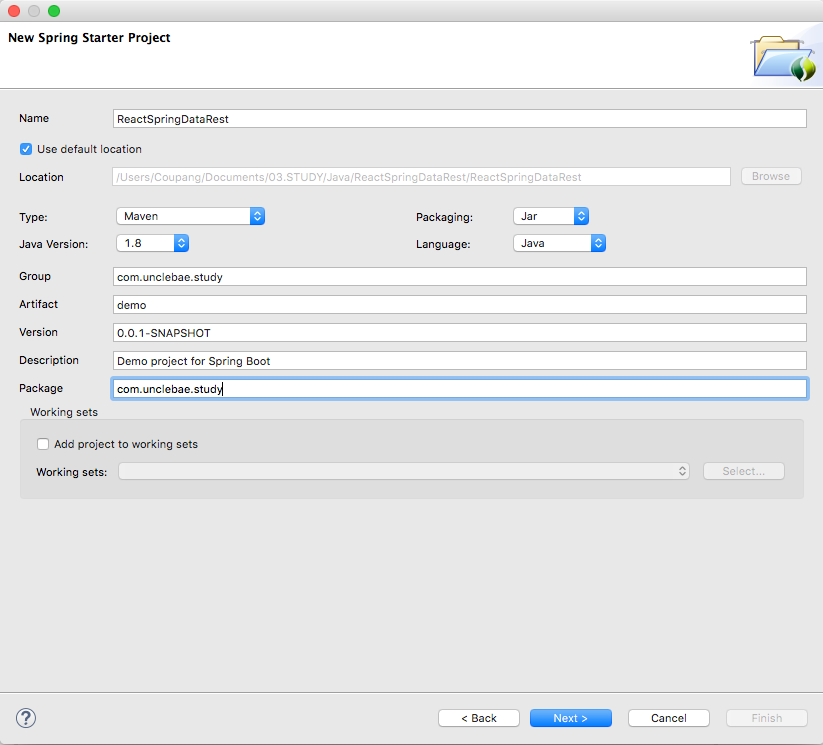 New Spring Starter Project
Name ReactSpringDataRest
Use default location
Location /Users/Coupang/Documents/03.STUDY/Java/ReactSpringDataRest/ReactSpringDataRest Browse
Type: Maven Packaging: Jar
Java Version: 1.8 Language: Java
Group com.unclebae.study
Artifact demo
Version 0.0.1-SNAPSHOT
Description Demo project for Spring Boot
Package com.unclebae.study
Working sets
Add project to working sets
Working sets: Select...
? < Back Next > Cancel Finish